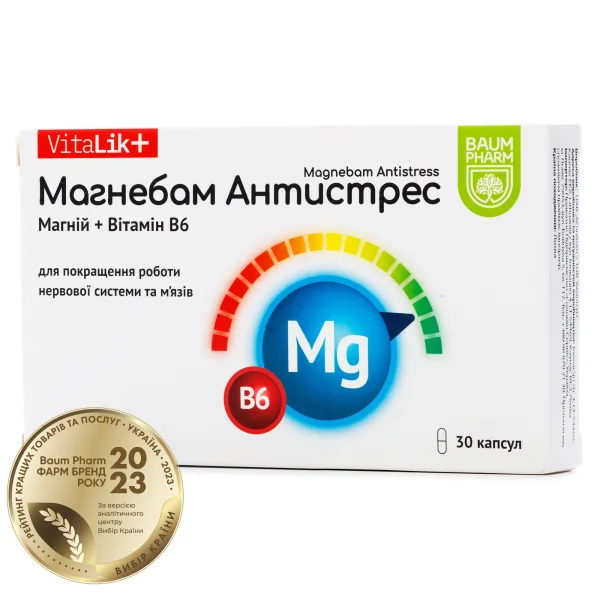 VitaLik+
BAUM
PHARM
Magnebam Antistress
Магнебам Антистрес
Магній + Вітамін В6
для покращення роботи
нервової системи та м'язів
Mg
B6
30 капсул
РЕЙТИНГ КРАЩИХ ТОВАРІВ ТА ПОСЛУГ • УКРАЇНА • 2023 •
Baum Pharm
ФАРМ БРЕНД
РОКУ
20
23
За версією
аналітичного
центру
Вибір Країни
ВИБІР КРАЇНИ